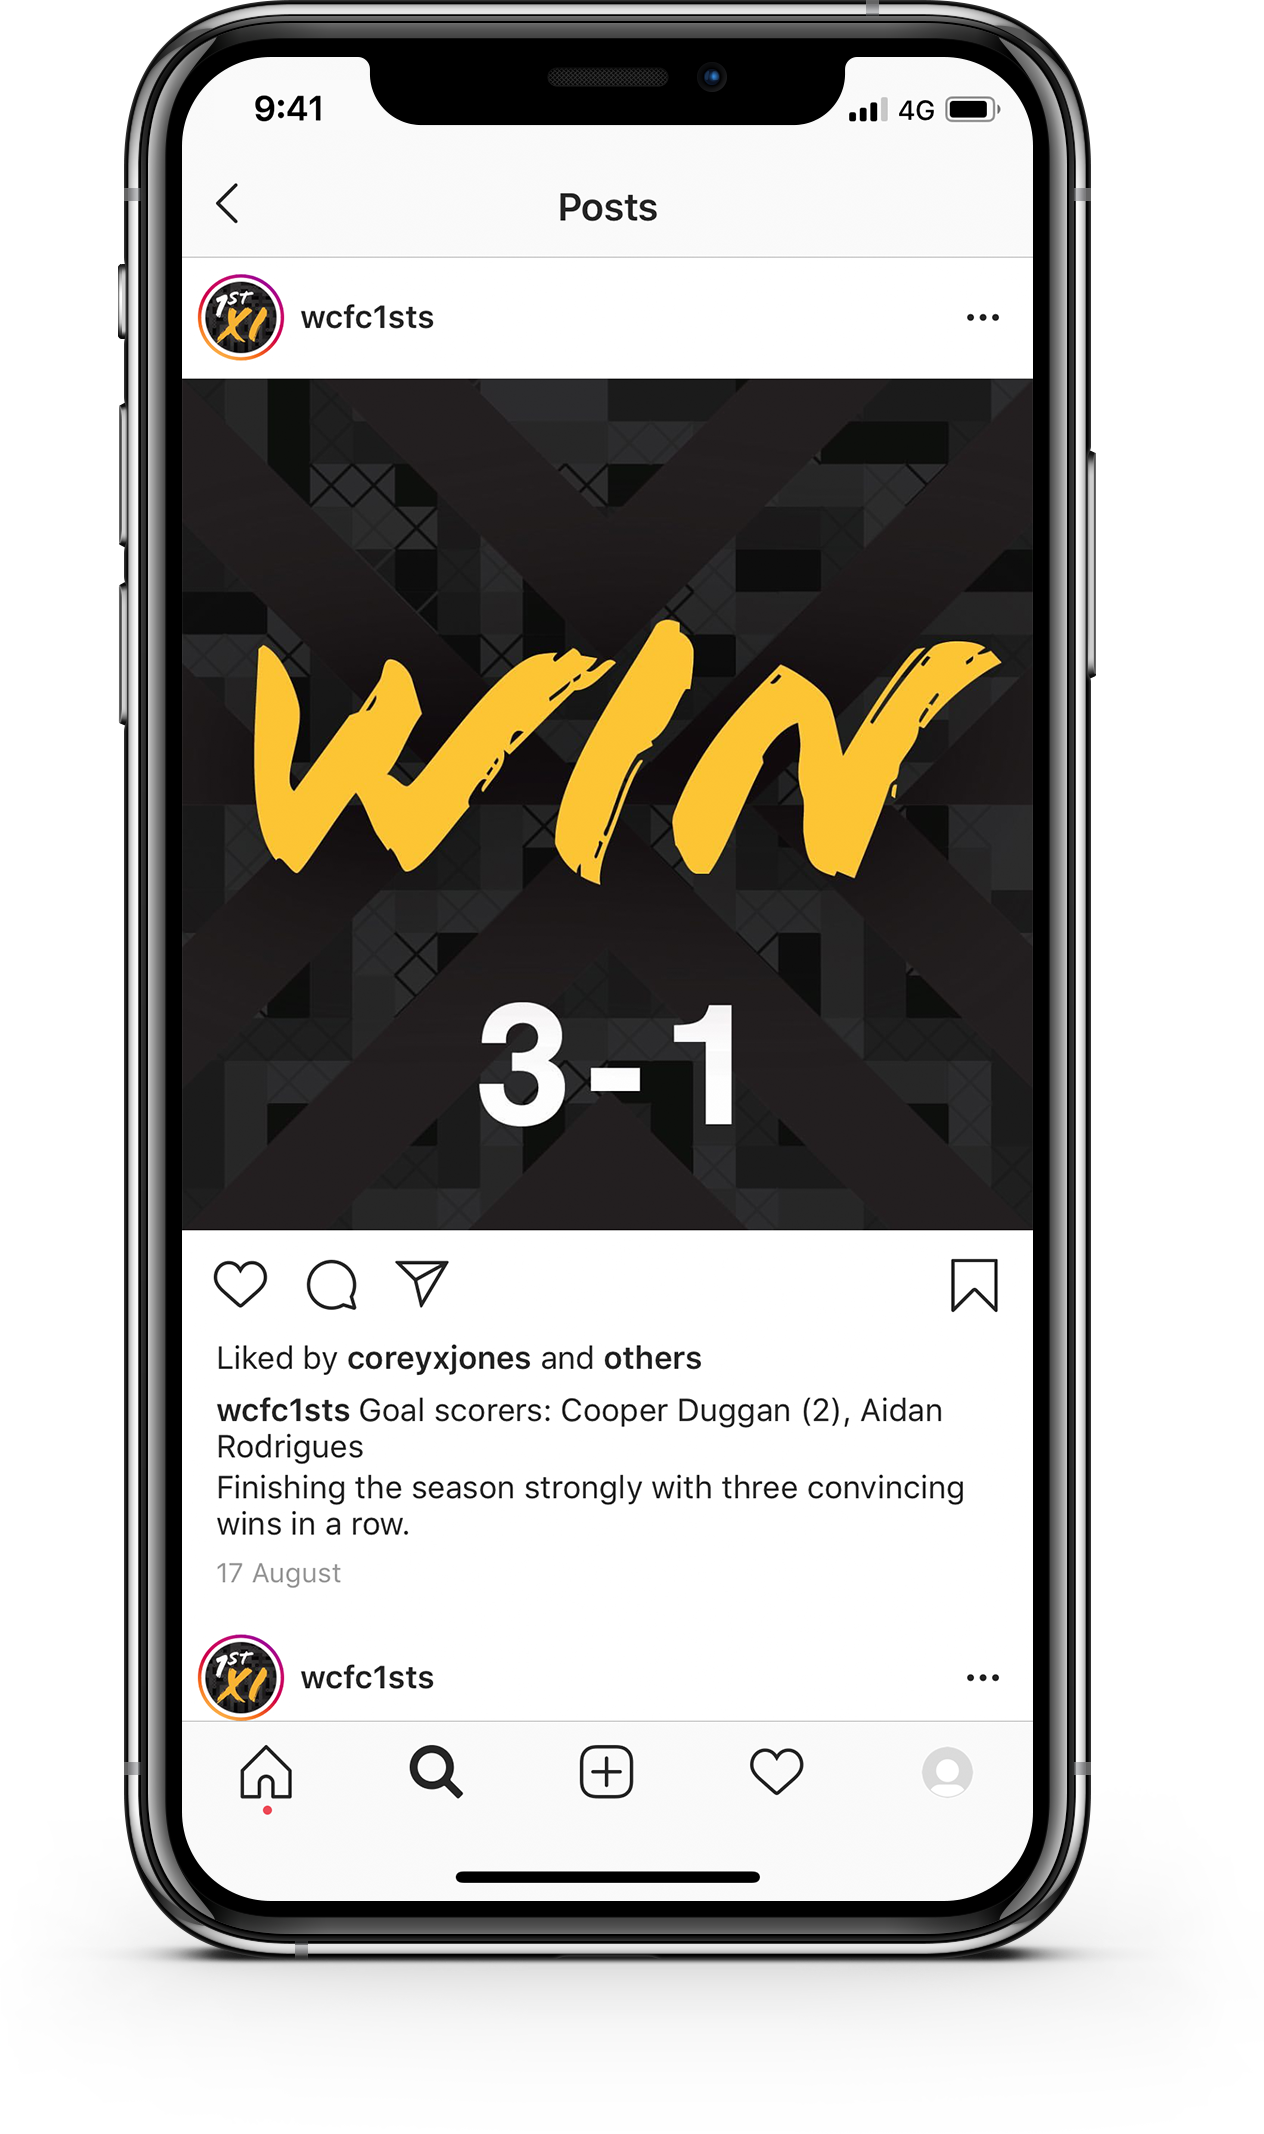 9:41
4G
Posts
1ST
XI
wcfc1sts
WIN
3-1
Liked by coreyxjones and others
wcfc1sts Goal scorers: Cooper Duggan (2), Aidan
Rodrigues
Finishing the season strongly with three convincing
wins in a row.
17 August
1ST
XI
wcfc1sts